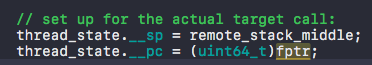 // set up for the actual target call:
thread_state.__sp = remote_stack_middle;
thread_state.__pc = (uint64_t)fptr;